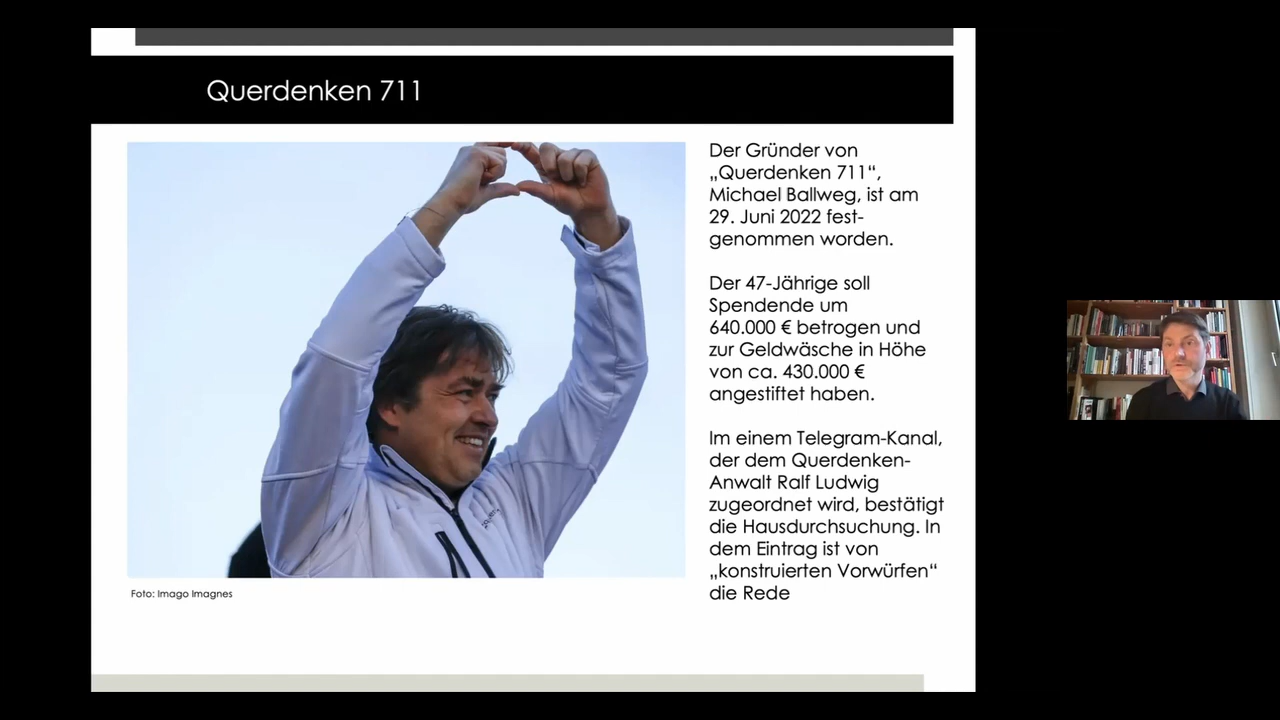 Querdenken 711
Der Gründer von
„Querdenken 711“,
Michael Ballweg, ist am
29. Juni 2022 fest-
genommen worden.
Der 47-Jährige soll
Spendende um
640.000 € betrogen und
zur Geldwäsche in Höhe
von ca. 430.000 €
angestiftet haben.
Im einem Telegram-Kanal,
der dem Querdenken-
Anwalt Ralf Ludwig
zugeordnet wird, bestätigt
die Hausdurchsuchung. In
dem Eintrag ist von
„konstruierten Vorwürfen“
die Rede
Foto: Imago Imagnes